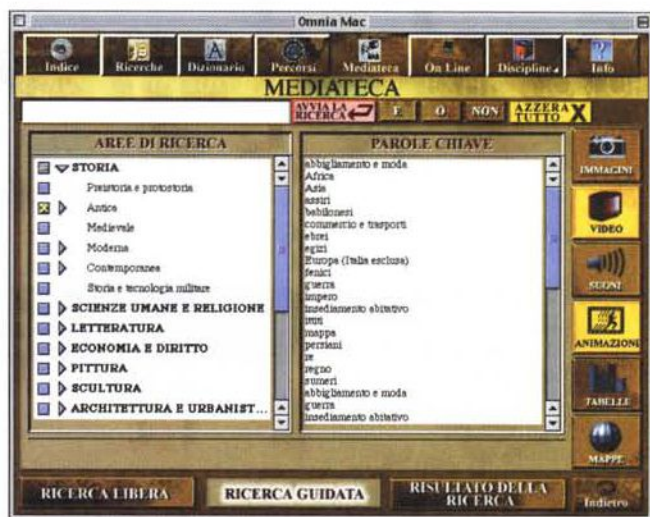 Omnia Mac
Indice Ricerche Dizionario Percorsi Mediateca On Line Discipline Info
MEDIATECA
AVVIA LA RICERCA E O NON AZZERA TUTTO X
AREE DI RICERCA
STORIA
Preistoria e protostoria
Antica
Medievale
Moderna
Contemporanea
Storia e tecnologia militare
SCIENZE UMANE E RELIGIONE
LETTERATURA
ECONOMIA E DIRITTO
PITTURA
SCULTURA
ARCHITETTURA E URBANIST...
PAROLE CHIAVE
abbigliamento e moda
Africa
Asia
assiri
babilonesi
commercio e trasporti
ebrei
egizi
Europa (Italia esclusa)
fenici
guerra
impero
insediamento abitativo
ittiti
mappa
persiani
re
regno
sumeri
abbigliamento e moda
guerra
insediamento abitativo
IMMAGINI
VIDEO
SUONI
ANIMAZIONI
TABELLE
MAPPE
RICERCA LIBERA
RICERCA GUIDATA
RISULTATO DELLA
RICERCA
Indietro